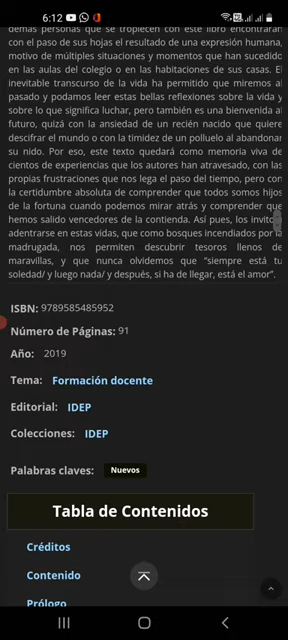 6:12
demás personas que se tropiecen con este libro encontrarán
con el paso de sus hojas el resultado de una expresión humana,
motivo de múltiples situaciones y momentos que han sucedido
en las aulas del colegio o en las habitaciones de sus casas. El
inevitable transcurso de la vida ha permitido que miremos al
pasado y podamos leer estas bellas reflexiones sobre la vida y
sobre lo que significa luchar, pero también es una bienvenida al
futuro, quizá con la ansiedad de un recién nacido que quiere
descifrar el mundo o con la timidez de un polluelo al abandonar
su nido. Por eso, este texto quedará como memoria viva de
cientos de experiencias que los autores han atravesado, con las
propias frustraciones que nos lega el paso del tiempo, pero con
la certidumbre absoluta de comprender que todos somos hijos
de la fortuna cuando podemos mirar atrás y comprender que
hemos salido vencedores de la contienda. Así pues, los invito
adentrarse en estas vidas, que como bosques incendiados por la
madrugada, nos permiten descubrir tesoros llenos de
maravillas, y que nunca olvidemos que “siempre está tu
soledad/ y luego nada/ y después, si ha de llegar, está el amor”.
ISBN: 9789585485952
Número de Páginas: 91
Año: 2019
Tema: Formación docente
Editorial: IDEP
Colecciones: IDEP
Palabras claves: Nuevos
Tabla de Contenidos
Créditos
Contenido
Prólogo